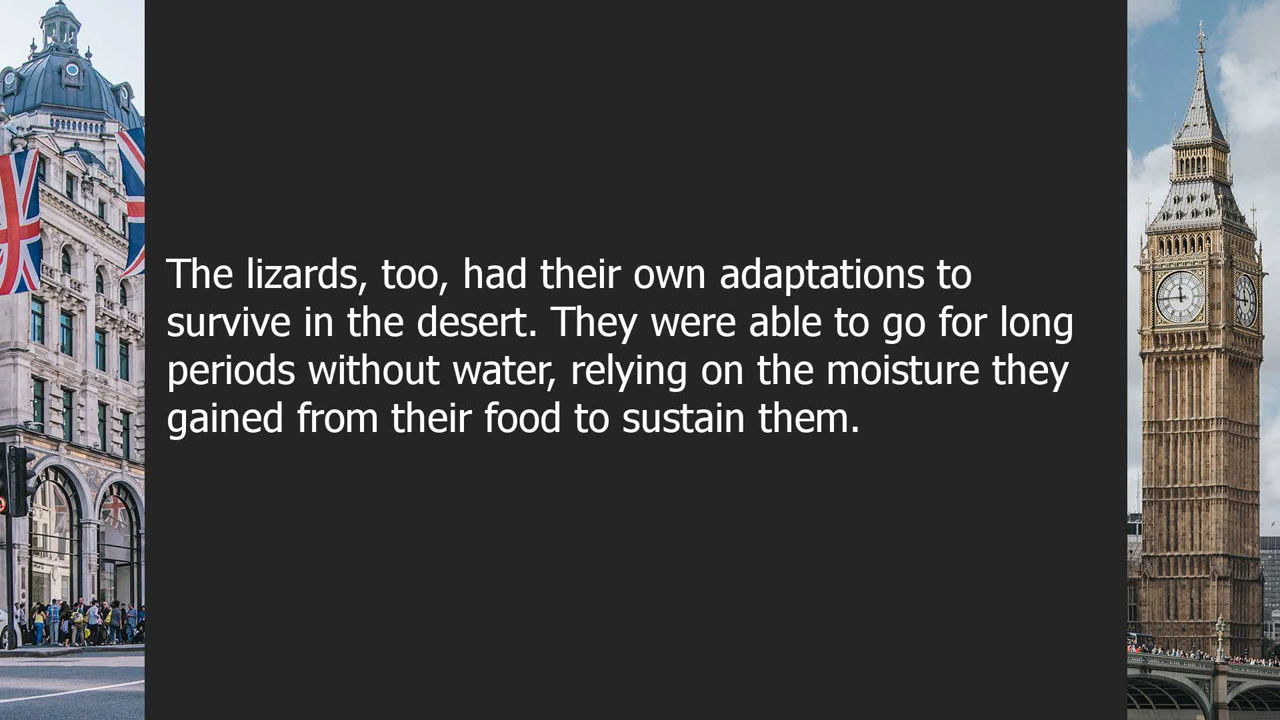 The lizards, too, had their own adaptations to
survive in the desert. They were able to go for long
periods without water, relying on the moisture they
gained from their food to sustain them.